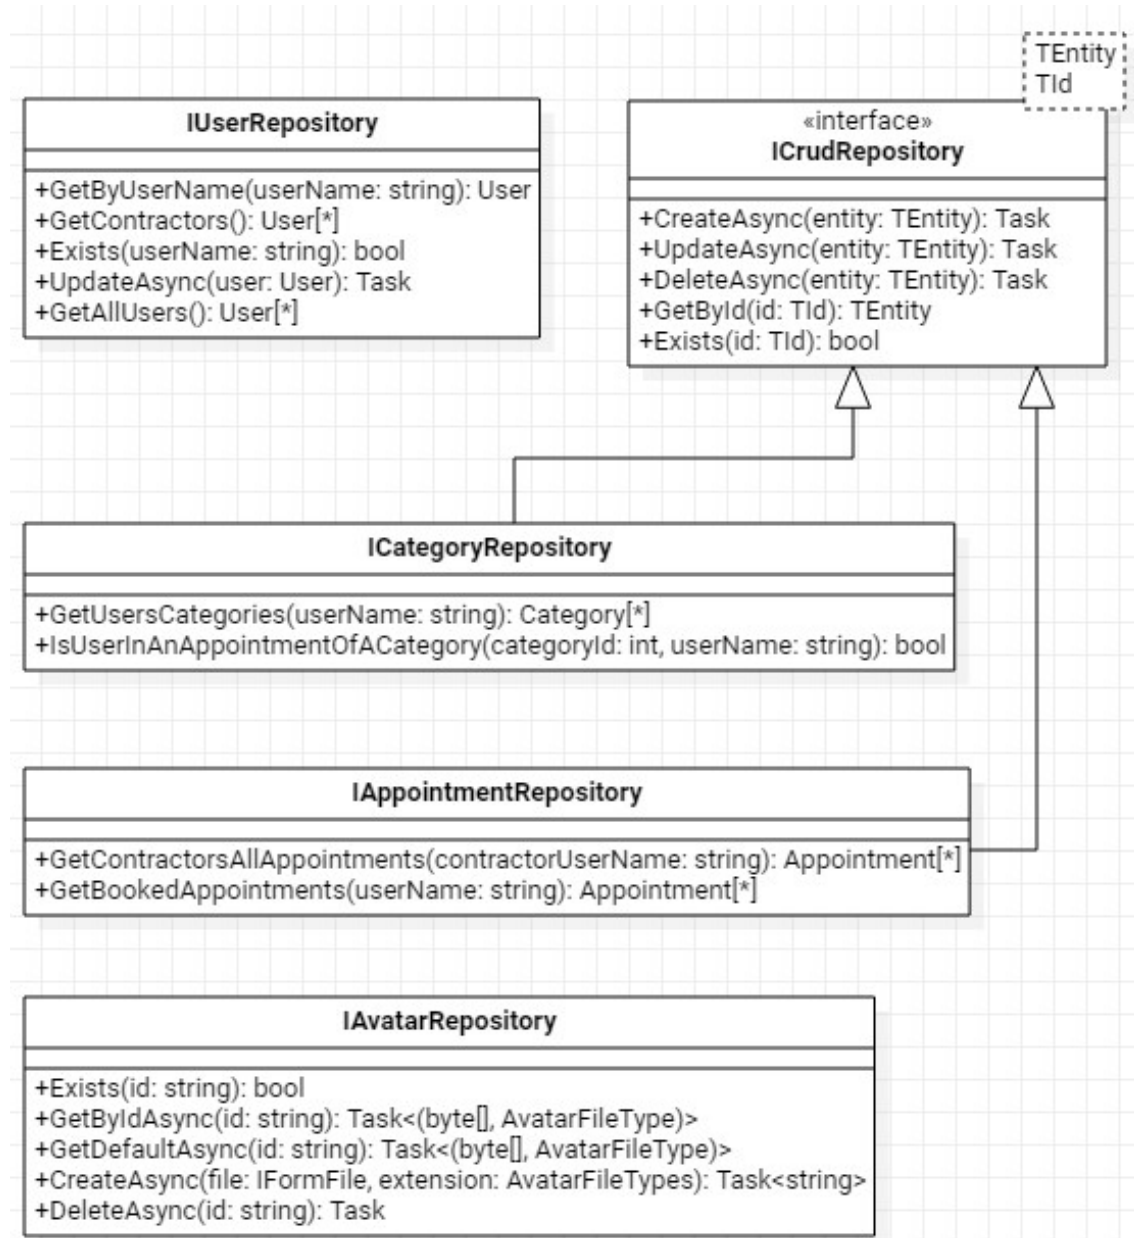 IUserRepository
+GetByUserName(userName: string): User
+GetContractors(): User[*]
+Exists(userName: string): bool
+UpdateAsync(user: User): Task
+GetAllUsers(): User[*]
TEntity
TId
«interface»
ICrudRepository
+CreateAsync(entity: TEntity): Task
+UpdateAsync(entity: TEntity): Task
+DeleteAsync(entity: TEntity): Task
+GetById(id: TId): TEntity
+Exists(id: TId): bool
ICategoryRepository
+GetUsersCategories(userName: string): Category[*]
+IsUserInAnAppointmentOfACategory(categoryId: int, userName: string): bool
IAppointmentRepository
+GetContractorsAllAppointments(contractorUserName: string): Appointment[*]
+GetBookedAppointments(userName: string): Appointment[*]
IAvatarRepository
+Exists(id: string): bool
+GetByIdAsync(id: string): Task<(byte[], AvatarFileType)>
+GetDefaultAsync(id: string): Task<(byte[], AvatarFileType)>
+CreateAsync(file: IFormFile, extension: AvatarFileTypes): Task<string>
+DeleteAsync(id: string): Task